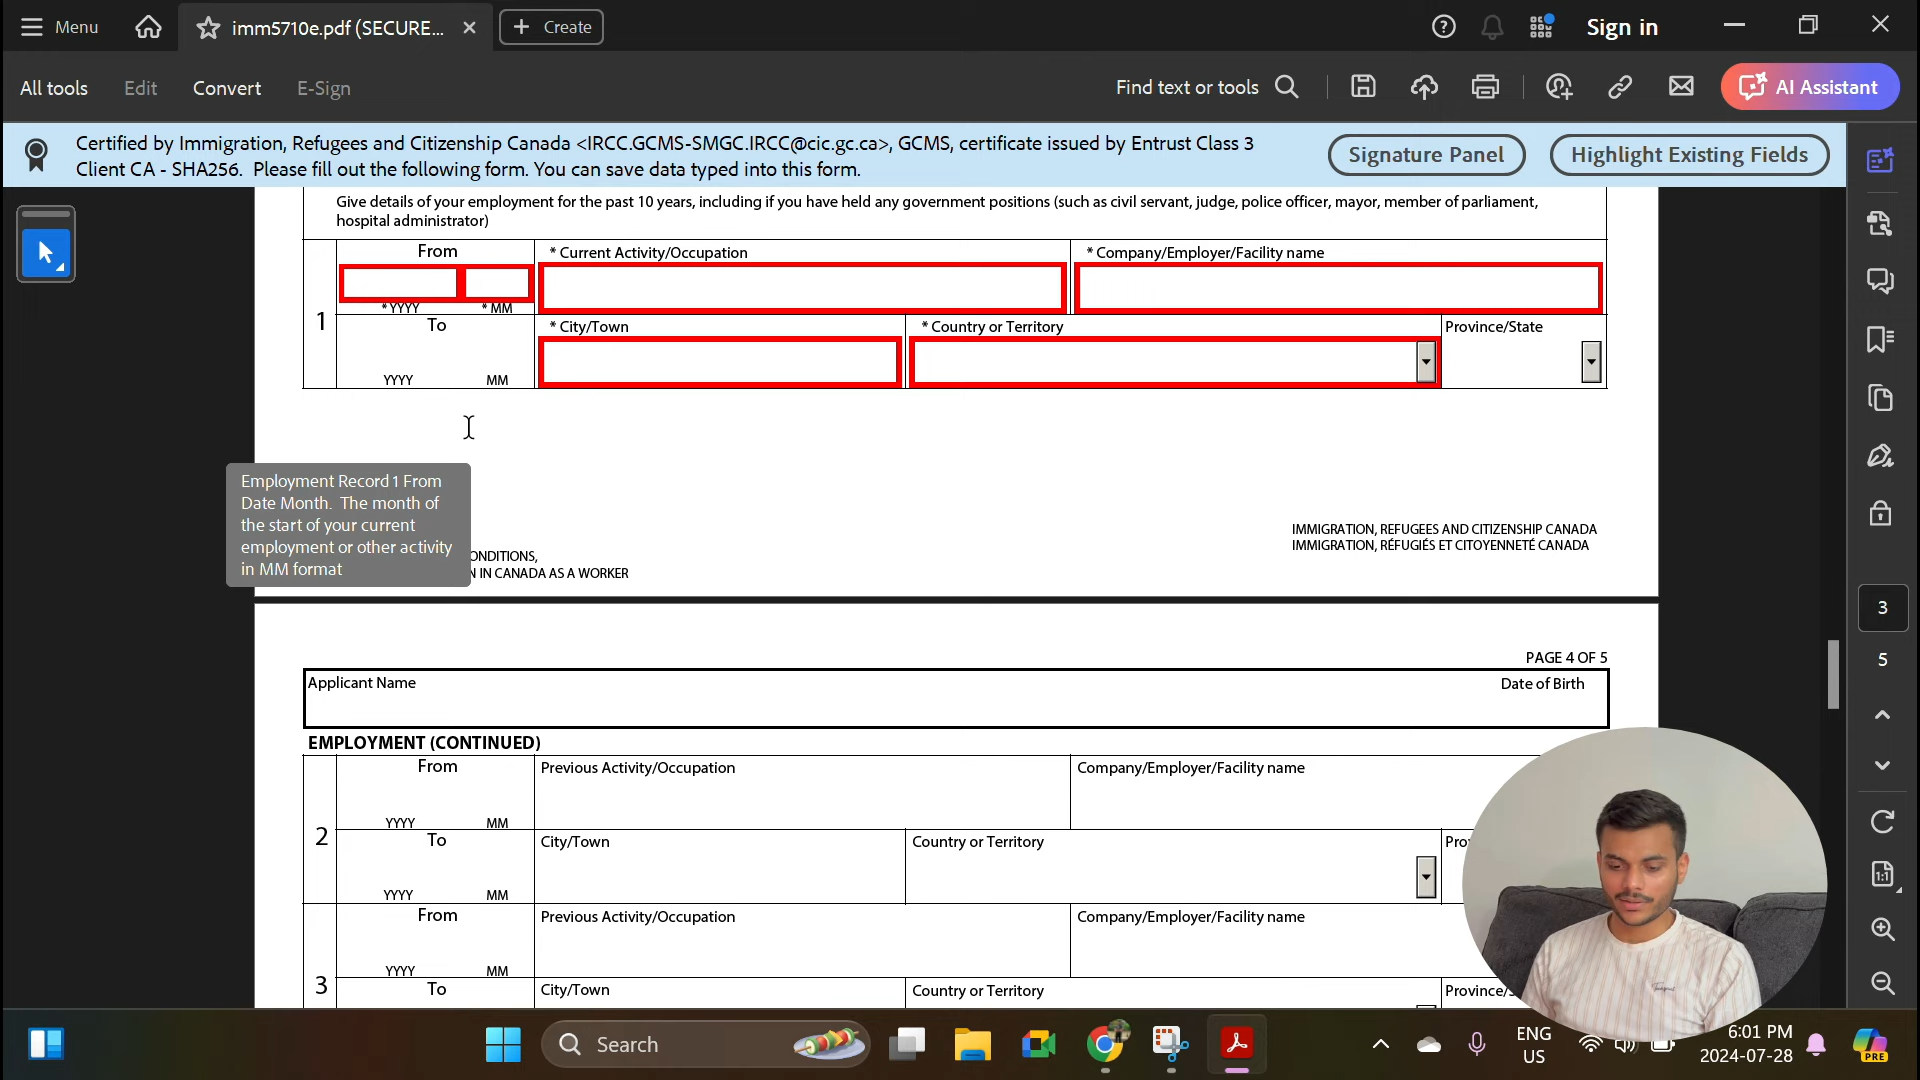 Menu
imm5710e.pdf (SECURE...
Create
Sign in
All tools
Edit
Convert
E-Sign
Find text or tools
AI Assistant
Certified by Immigration, Refugees and Citizenship Canada <IRCC.GCMS-SMGC.IRCC@cic.gc.ca>, GCMS, certificate issued by Entrust Class 3
Client CA - SHA256.  Please fill out the following form. You can save data typed into this form.
Signature Panel
Highlight Existing Fields
Give details of your employment for the past 10 years, including if you have held any government positions (such as civil servant, judge, police officer, mayor, member of parliament,
hospital administrator)
From
* Current Activity/Occupation
* Company/Employer/Facility name
* YYYY
* MM
1
To
* City/Town
* Country or Territory
Province/State
YYYY
MM
Employment Record 1 From
Date Month.  The month of
the start of your current
employment or other activity
in MM format
ONDITIONS,
N IN CANADA AS A WORKER
IMMIGRATION, REFUGEES AND CITIZENSHIP CANADA
IMMIGRATION, RÉFUGIÉS ET CITOYENNETÉ CANADA
3
5
PAGE 4 OF 5
Applicant Name
Date of Birth
EMPLOYMENT (CONTINUED)
From
Previous Activity/Occupation
Company/Employer/Facility name
YYYY
MM
2
To
City/Town
Country or Territory
Pro
YYYY
MM
From
Previous Activity/Occupation
Company/Employer/Facility name
YYYY
MM
3
To
City/Town
Country or Territory
Province/S
1:1
Search
ENG
US
6:01 PM
2024-07-28
PRE